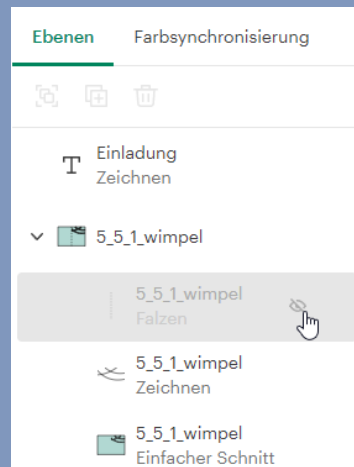 Ebenen Farbsynchronisierung
Einladung
Zeichnen
5_5_1_wimpel
5_5_1_wimpel
Falzen
5_5_1_wimpel
Zeichnen
5_5_1_wimpel
Einfacher Schnitt